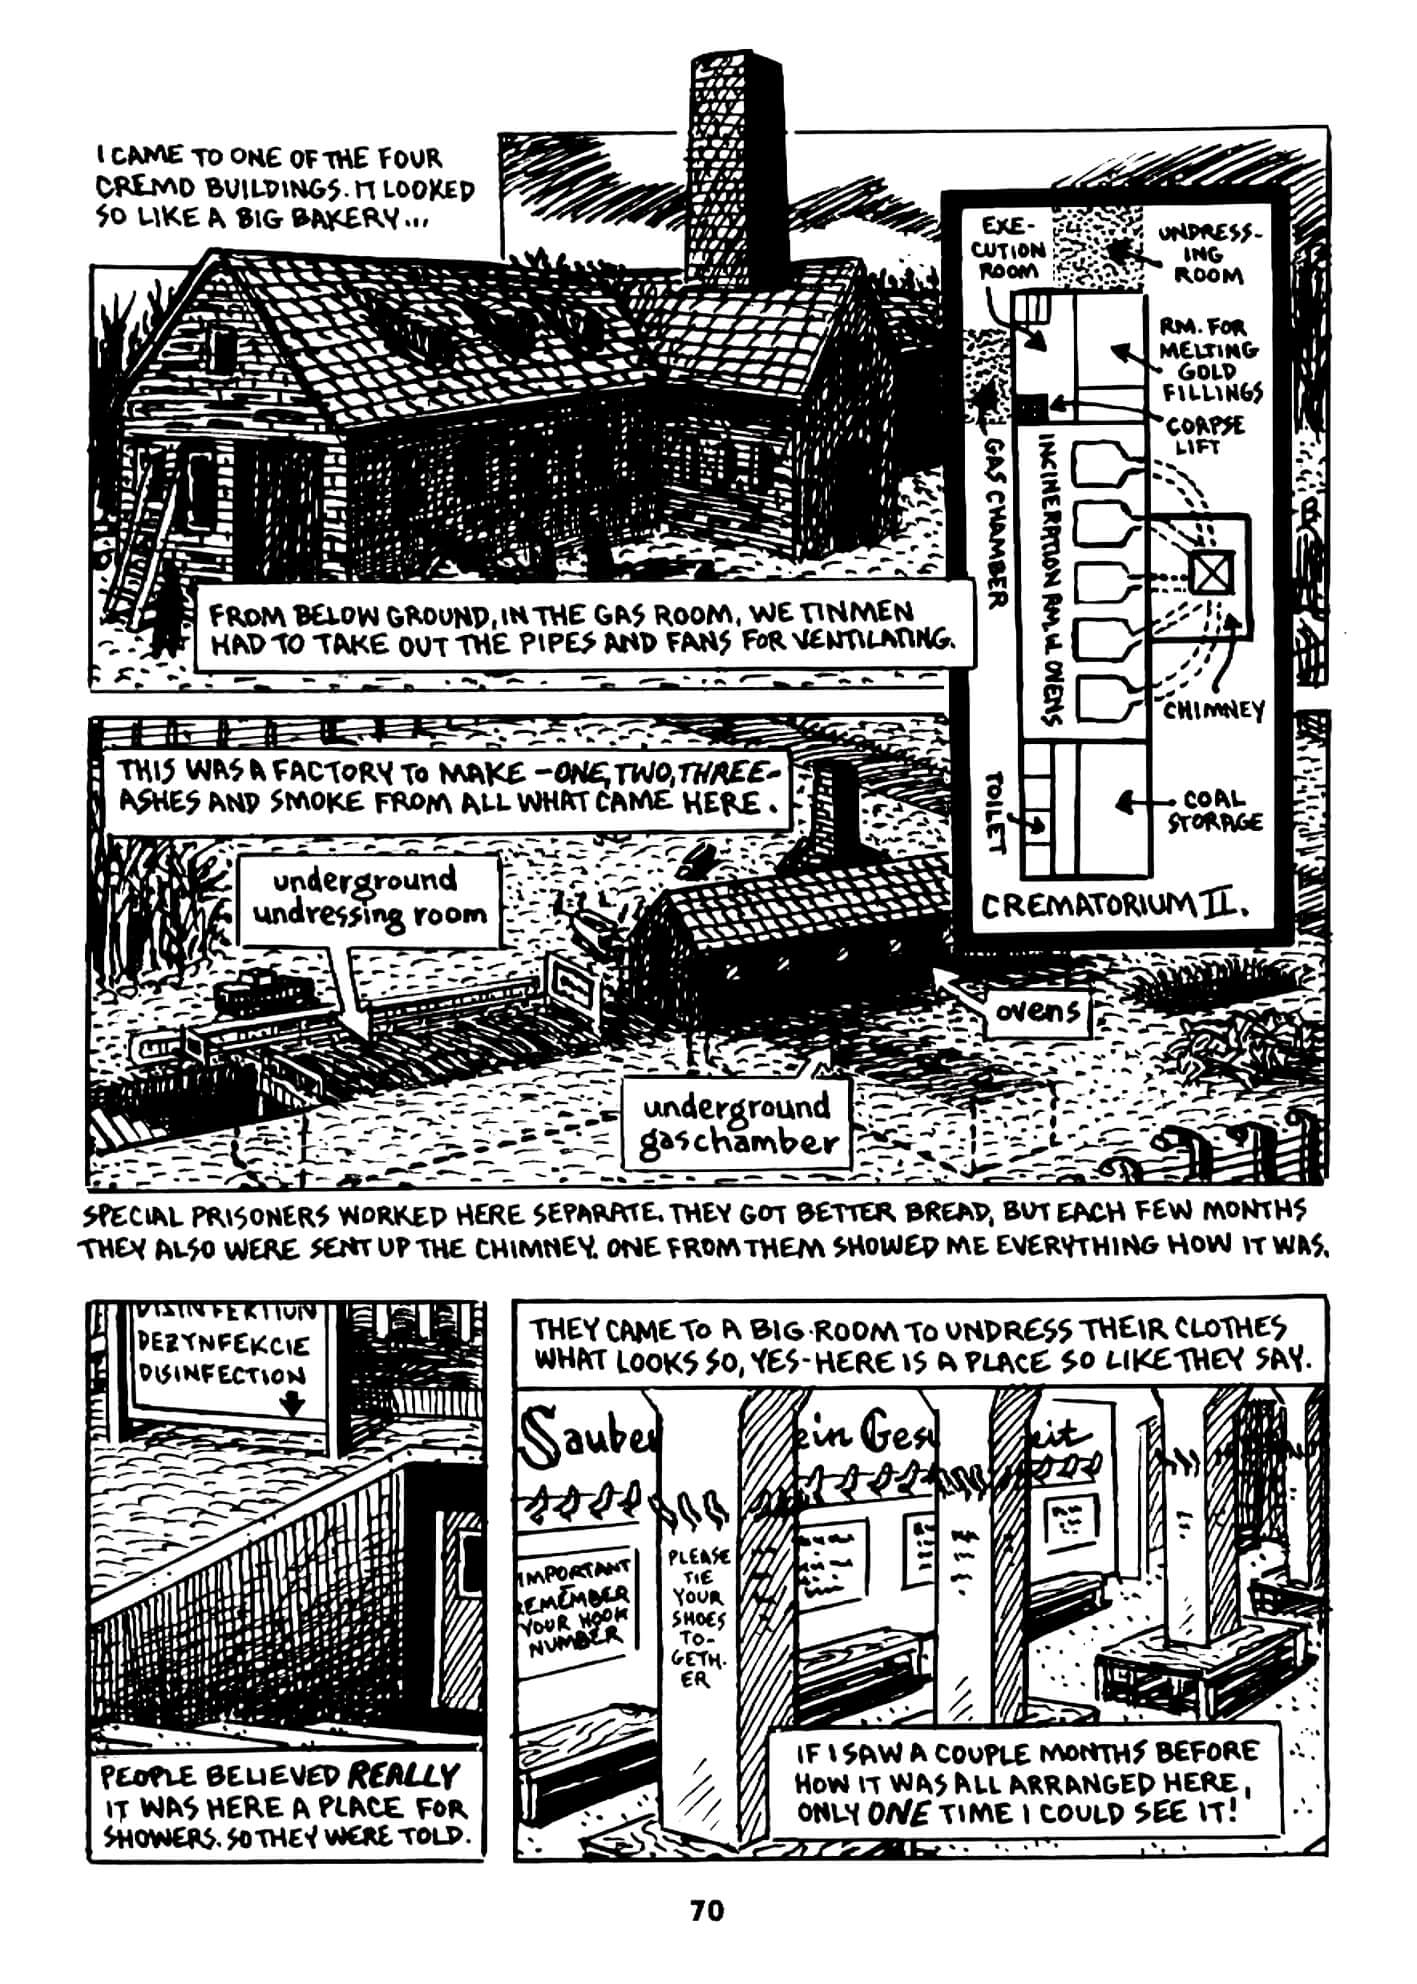 I CAME TO ONE OF THE FOUR
CREMO BUILDINGS. IT LOOKED
SO LIKE A BIG BAKERY...
EXE-
CUTION
ROOM
UNDRESS-
ING
ROOM
RM. FOR
MELTING
GOLD
FILLINGS
CORPSE
LIFT
GAS CHAMBER
INCINERATION RM. W. OVENS
CHIMNEY
TOILET
COAL
STORAGE
CREMATORIUM II.
FROM BELOW GROUND, IN THE GAS ROOM, WE TINMEN
HAD TO TAKE OUT THE PIPES AND FANS FOR VENTILATING.
THIS WAS A FACTORY TO MAKE -ONE, TWO, THREE-
ASHES AND SMOKE FROM ALL WHAT CAME HERE.
underground
undressing room
ovens
underground
gas chamber
SPECIAL PRISONERS WORKED HERE SEPARATE. THEY GOT BETTER BREAD, BUT EACH FEW MONTHS
THEY ALSO WERE SENT UP THE CHIMNEY. ONE FROM THEM SHOWED ME EVERYTHING HOW IT WAS.
DEZYNFEKCIE
DISINFECTION
PEOPLE BELIEVED REALLY
IT WAS HERE A PLACE FOR
SHOWERS. SO THEY WERE TOLD.
THEY CAME TO A BIG ROOM TO UNDRESS THEIR CLOTHES
WHAT LOOKS SO, YES-HERE IS A PLACE SO LIKE THEY SAY.
Saube ein Ges eit
IMPORTANT
REMEMBER
YOUR HOOK
NUMBER
PLEASE
TIE
YOUR
SHOES
TO-
GETH-
ER
IF I SAW A COUPLE MONTHS BEFORE
HOW IT WAS ALL ARRANGED HERE,
ONLY ONE TIME I COULD SEE IT!
70